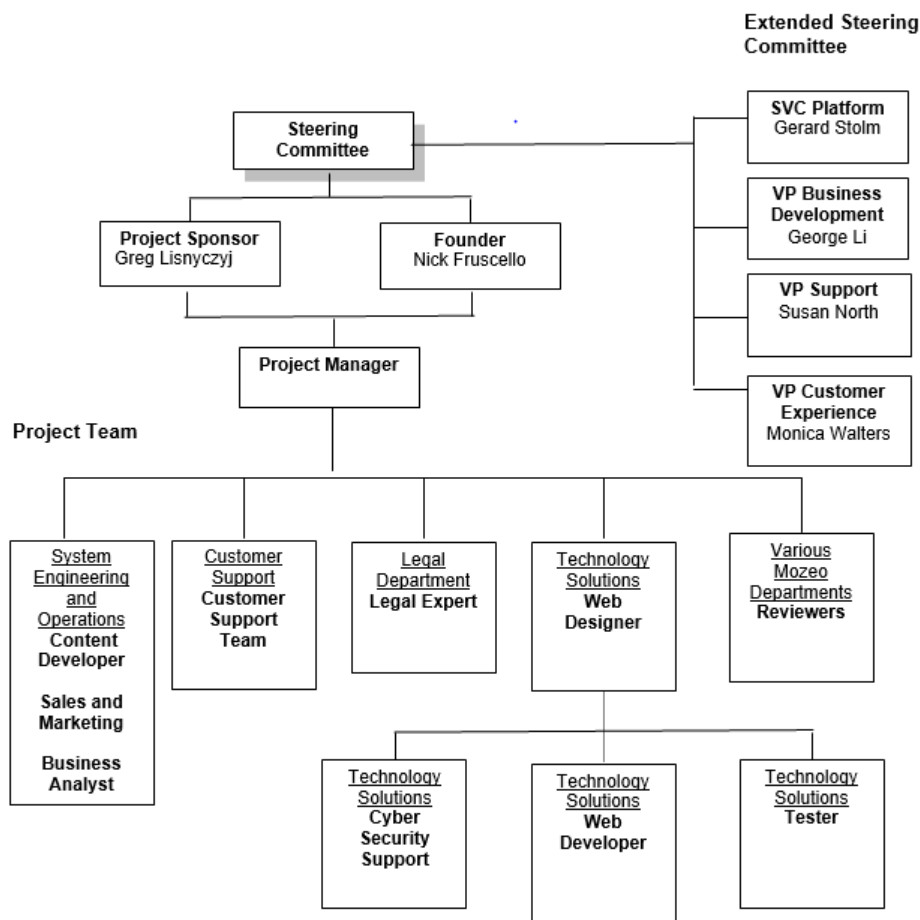 Extended Steering
Committee
SVC Platform
Gerard Stolm
Steering
Committee
VP Business
Development
George Li
Project Sponsor
Greg Lisnyczyj
Founder
Nick Fruscello
VP Support
Susan North
Project Manager
VP Customer
Experience
Monica Walters
Project Team
System
Engineering
and
Operations
Content
Developer
Sales and
Marketing
Business
Analyst
Customer
Support
Customer
Support
Team
Legal
Department
Legal Expert
Technology
Solutions
Web
Designer
Various
Mozeo
Departments
Reviewers
Technology
Solutions
Cyber
Security
Support
Technology
Solutions
Web
Developer
Technology
Solutions
Tester